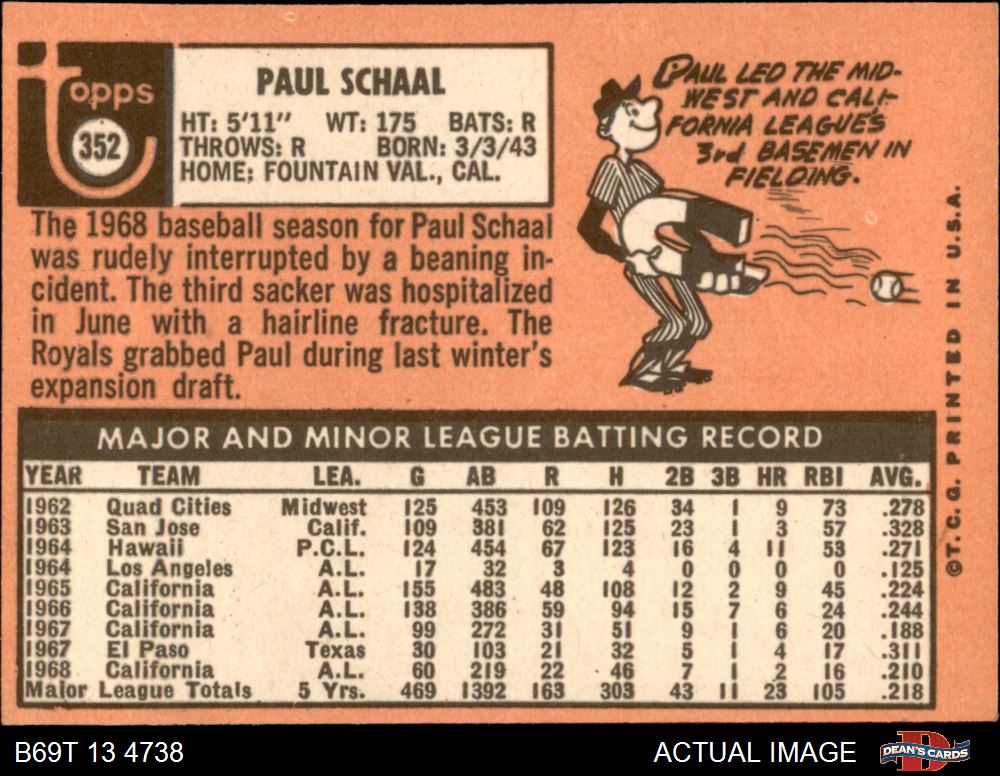 Topps
352
PAUL SCHAAL
HT: 5'11" WT: 175 BATS: R
THROWS: R BORN: 3/3/43
HOME: FOUNTAIN VAL., CAL.
The 1968 baseball season for Paul Schaal
was rudely interrupted by a beaning in-
cident. The third sacker was hospitalized
in June with a hairline fracture. The
Royals grabbed Paul during last winter's
expansion draft.
PAUL LED THE MID-
WEST AND CALI-
FORNIA LEAGUE'S
3rd BASEMEN IN
FIELDING.
©T.C.G. PRINTED IN U.S.A.
MAJOR AND MINOR LEAGUE BATTING RECORD
YEAR TEAM LEA. G AB R H 2B 3B HR RBI AVG.
1962 Quad Cities Midwest 125 453 109 126 34 1 9 73 .278
1963 San Jose Calif. 109 381 62 125 23 1 3 57 .328
1964 Hawaii P.C.L. 124 454 67 123 16 4 11 53 .271
1964 Los Angeles A.L. 17 32 3 4 0 0 0 0 .125
1965 California A.L. 155 483 48 108 12 2 9 45 .224
1966 California A.L. 138 386 59 94 15 7 6 24 .244
1967 California A.L. 99 272 31 51 9 1 6 20 .188
1967 El Paso Texas 30 103 21 32 5 1 4 17 .311
1968 California A.L. 60 219 22 46 7 1 2 16 .210
Major League Totals 5 Yrs. 469 1392 163 303 43 11 23 105 .218
B69T 13 4738
ACTUAL IMAGE
DEAN'S CARDS